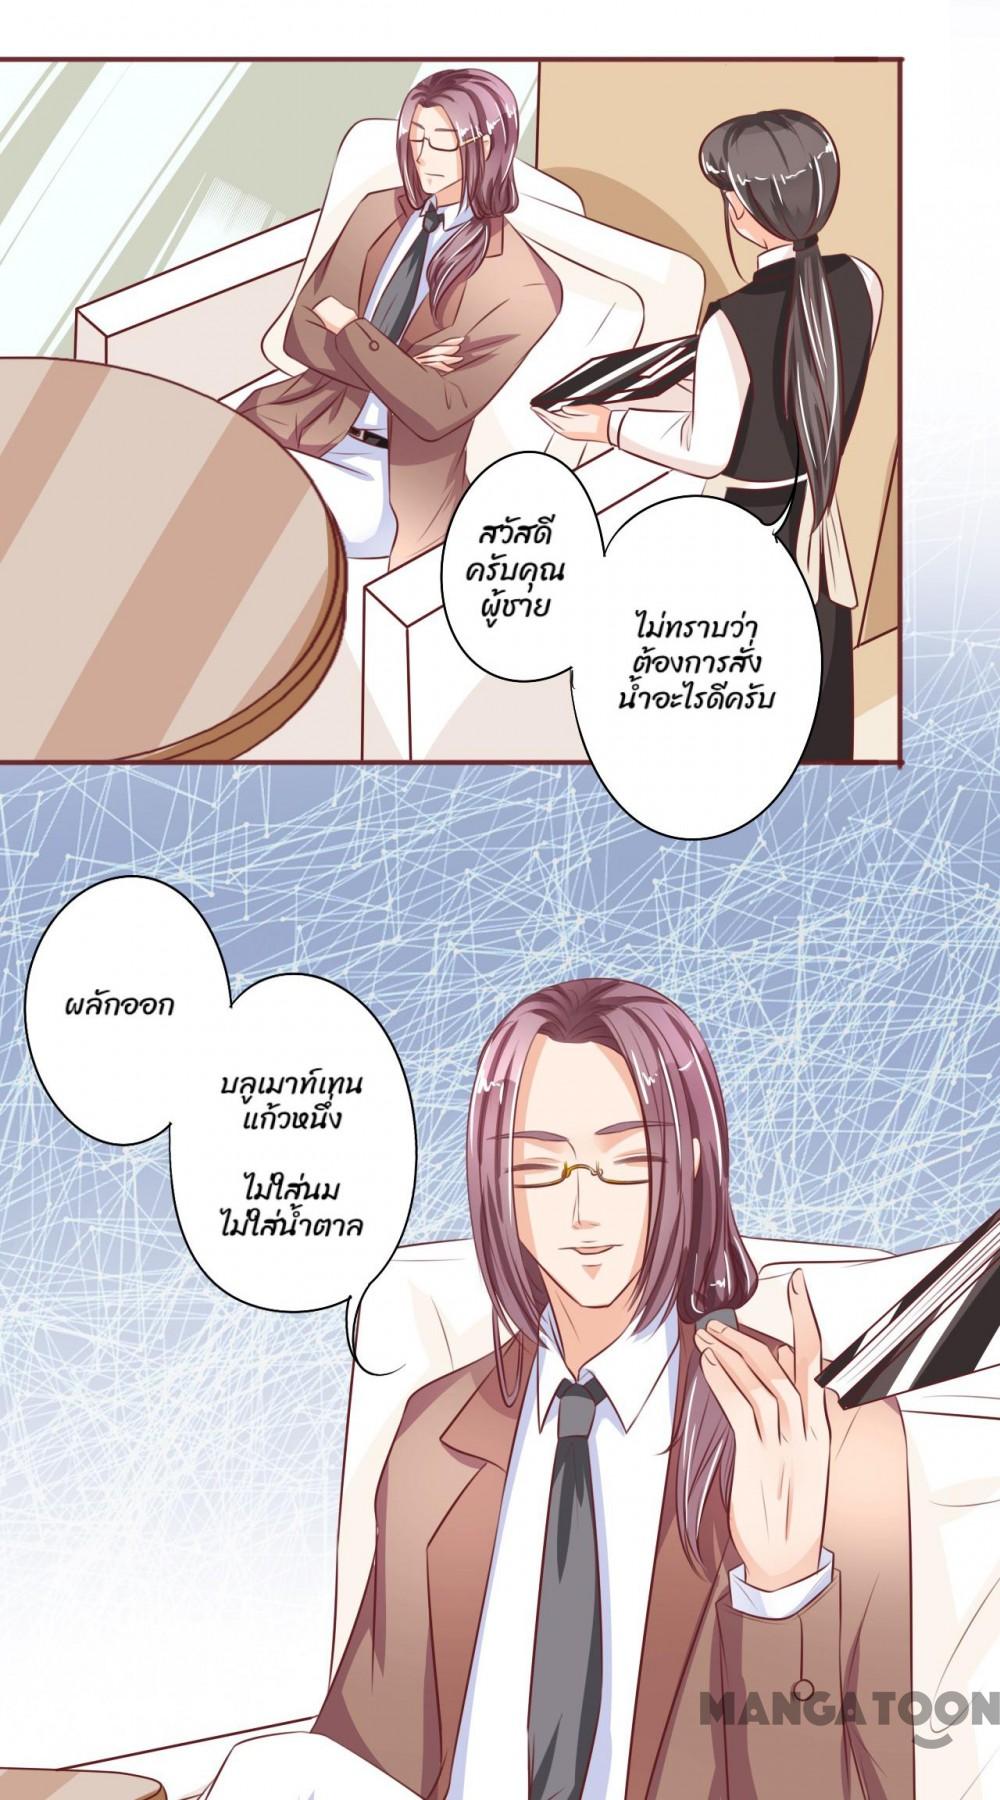 สวัสดี
ครับคุณ
ผู้ชาย
ไม่ทราบว่า
ต้องการสั่ง
น้ำอะไรดีครับ
ผลักออก
บลูเมาท์เทน
แก้วหนึ่ง
ไม่ใส่นม
ไม่ใส่น้ำตาล
MANGATOON